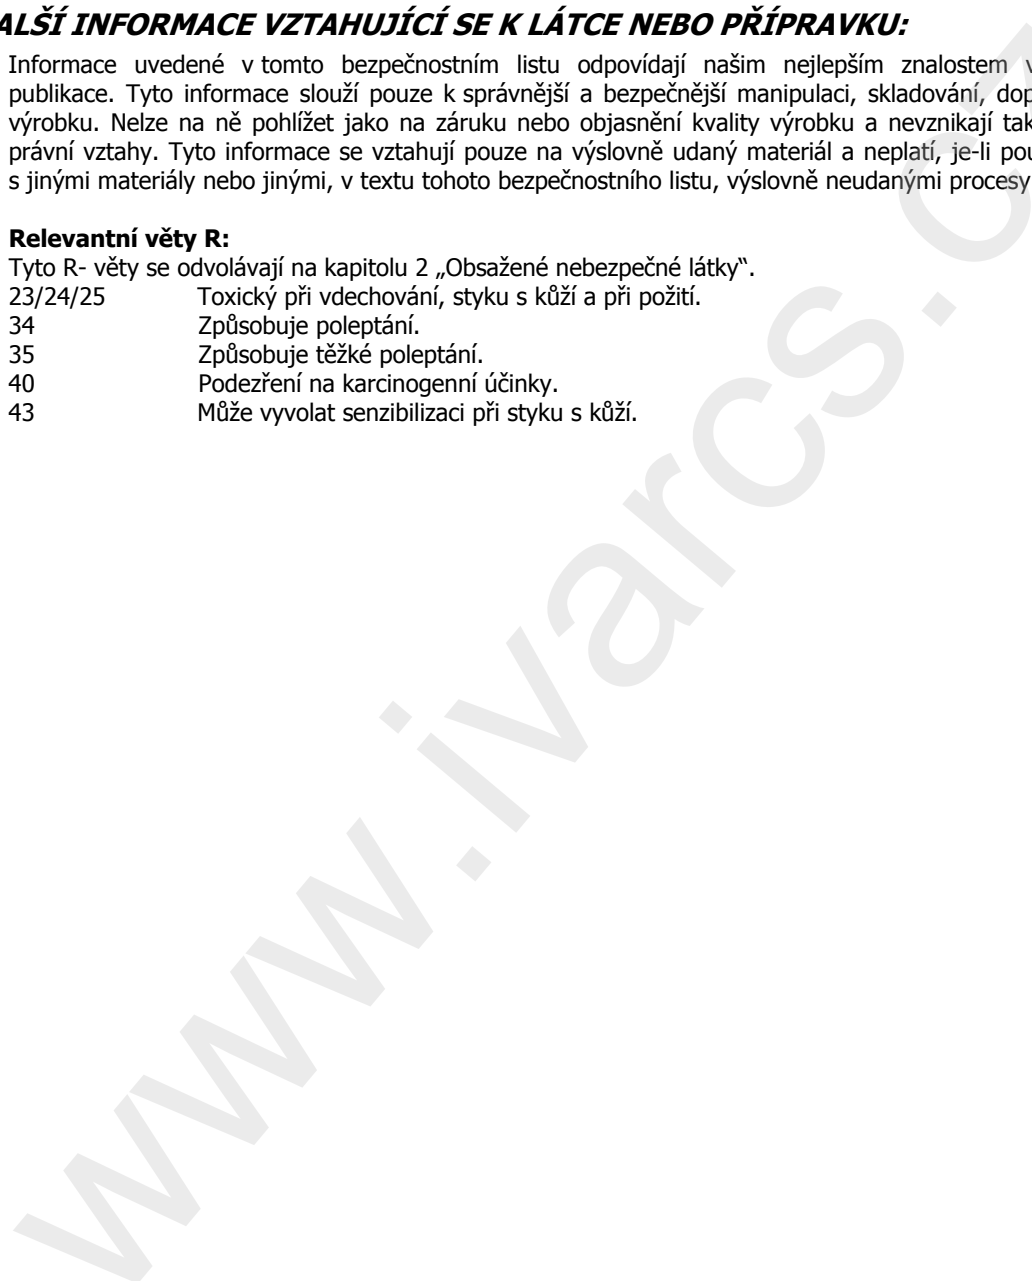 ALŠÍ INFORMACE VZTAHUJÍCÍ SE K LÁTCE NEBO PŘÍPRAVKU:
Informace uvedené v tomto bezpečnostním listu odpovídají našim nejlepším znalostem v
publikace. Tyto informace slouží pouze k správnější a bezpečnější manipulaci, skladování, dop
výrobku. Nelze na ně pohlížet jako na záruku nebo objasnění kvality výrobku a nevznikají tak
právní vztahy. Tyto informace se vztahují pouze na výslovně udaný materiál a neplatí, je-li pou
s jinými materiály nebo jinými, v textu tohoto bezpečnostního listu, výslovně neudanými procesy
Relevantní věty R:
Tyto R- věty se odvolávají na kapitolu 2 „Obsažené nebezpečné látky“.
23/24/25 Toxický při vdechování, styku s kůží a při požití.
34 Způsobuje poleptání.
35 Způsobuje těžké poleptání.
40 Podezření na karcinogenní účinky.
43 Může vyvolat senzibilizaci při styku s kůží.
www.ivarcs.cz